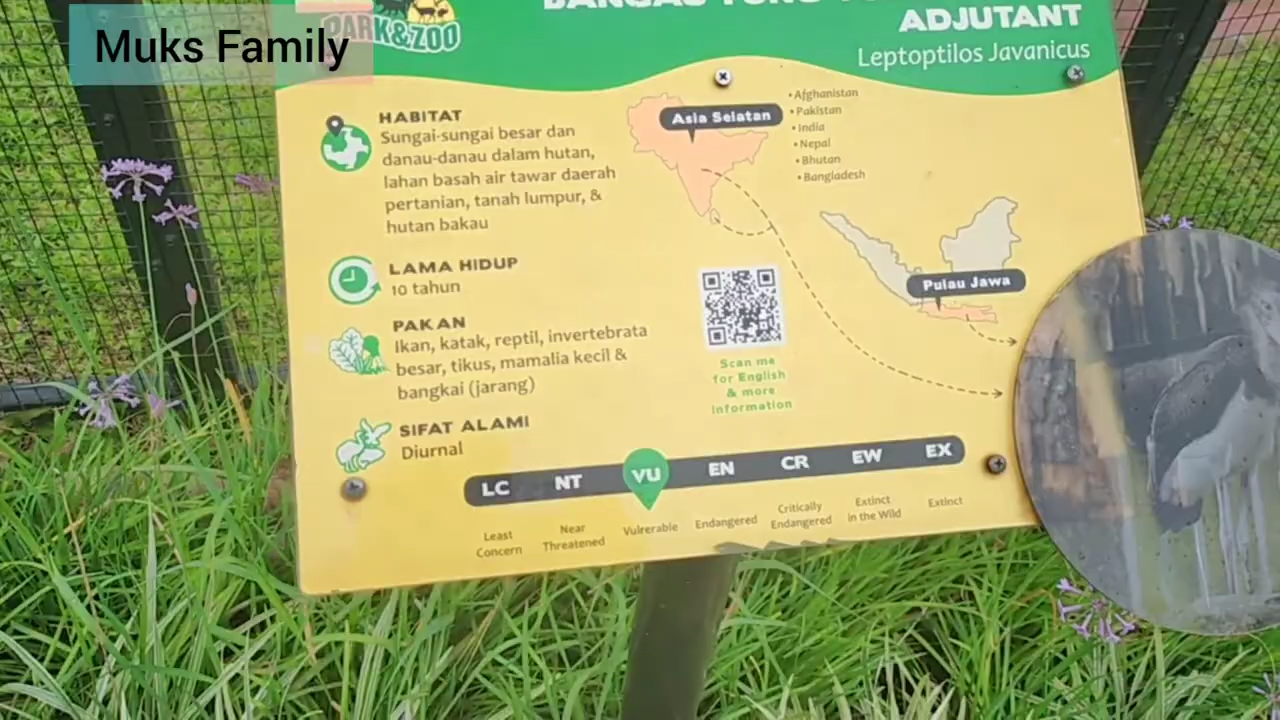 Muks Family
PARK&ZOO
ADJUTANT
Leptoptilos Javanicus
HABITAT
Sungai-sungai besar dan
danau-danau dalam hutan,
lahan basah air tawar daerah
pertanian, tanah lumpur, &
hutan bakau
LAMA HIDUP
10 tahun
PAKAN
Ikan, katak, reptil, invertebrata
besar, tikus, mamalia kecil &
bangkai (jarang)
SIFAT ALAMI
Diurnal
Asia Selatan
• Afghanistan
• Pakistan
• India
• Nepal
• Bhutan
• Bangladesh
Pulau Jawa
Scan me
for English
& more
information
LC NT VU EN CR EW EX
Least
Concern
Near
Threatened
Vulrerable
Endangered
Critically
Endangered
Extinct
in the Wild
Extinct